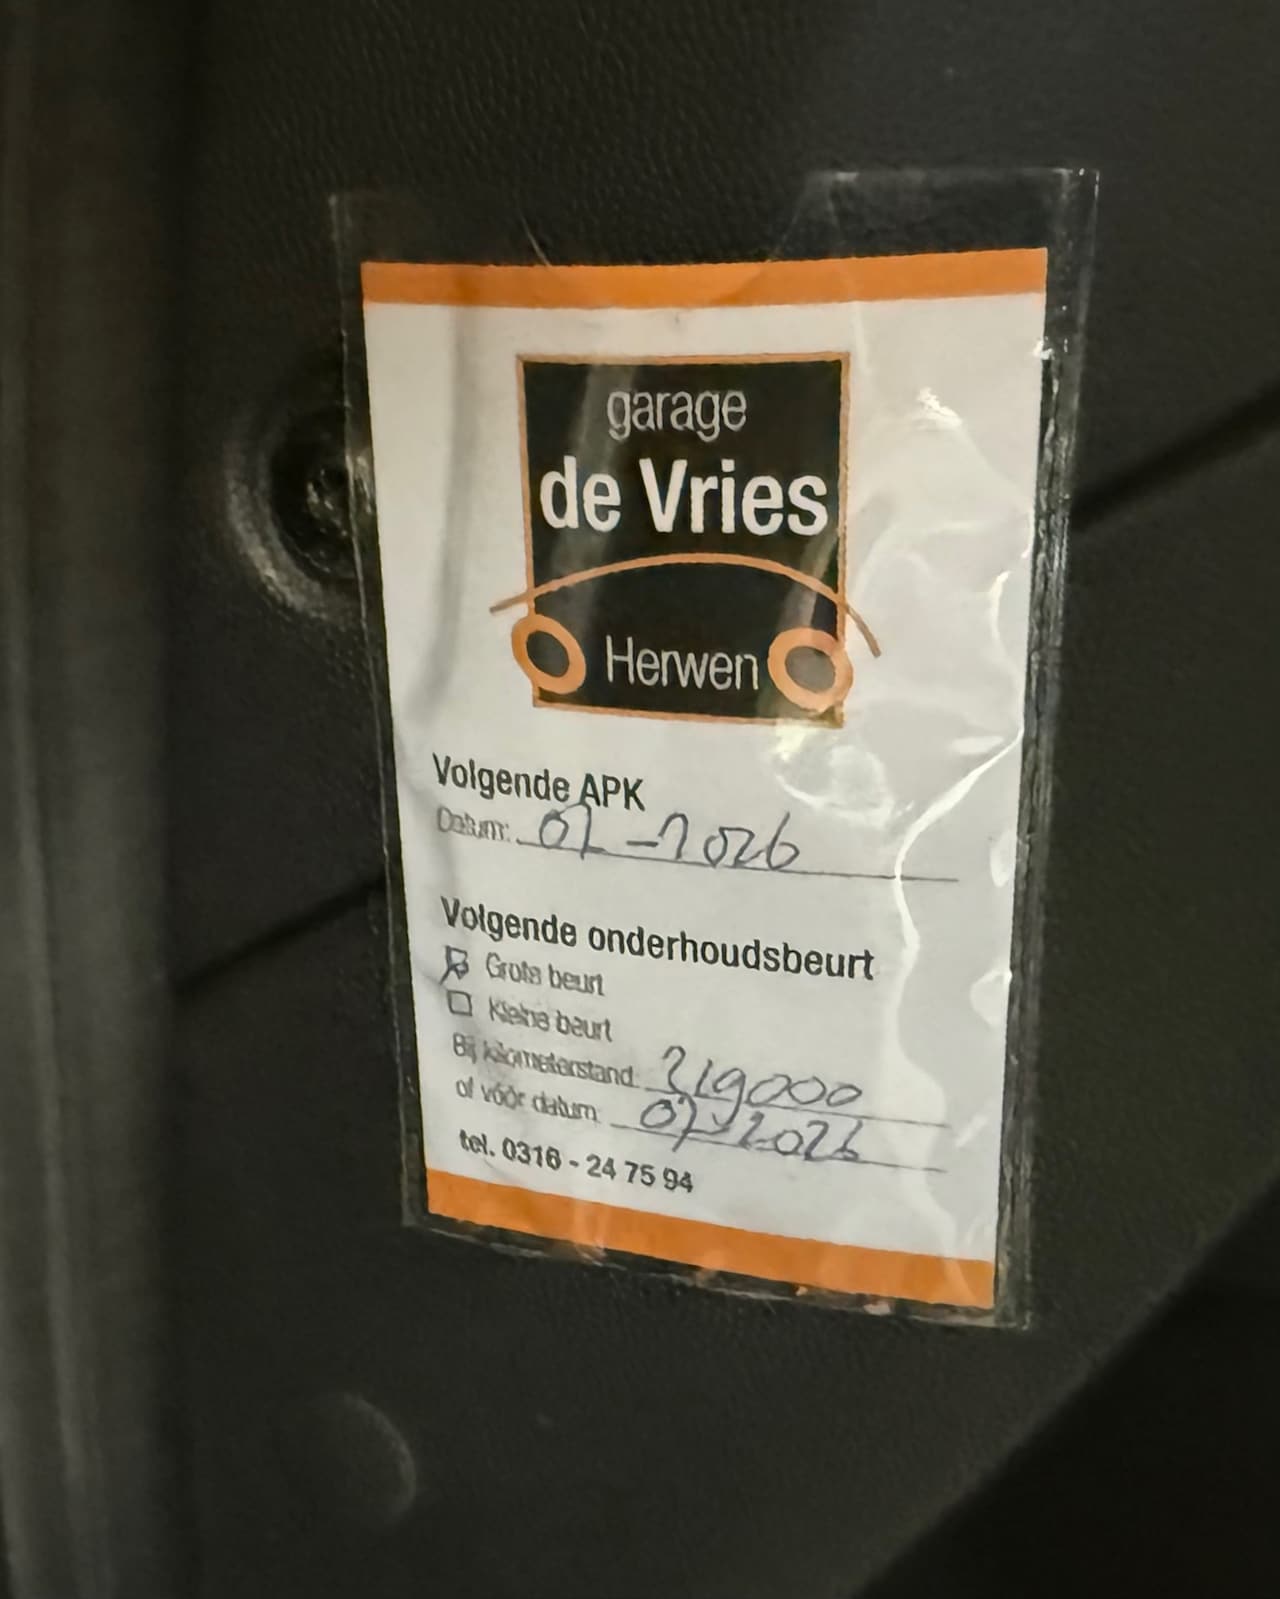 garage
de Vries
Herwen
Volgende APK
Datum: 07-2026
Volgende onderhoudsbeurt
Grote beurt
Kleine beurt
Bij kilometerstand: 219000
of vóór datum: 07-2026
tel. 0316 - 24 75 94